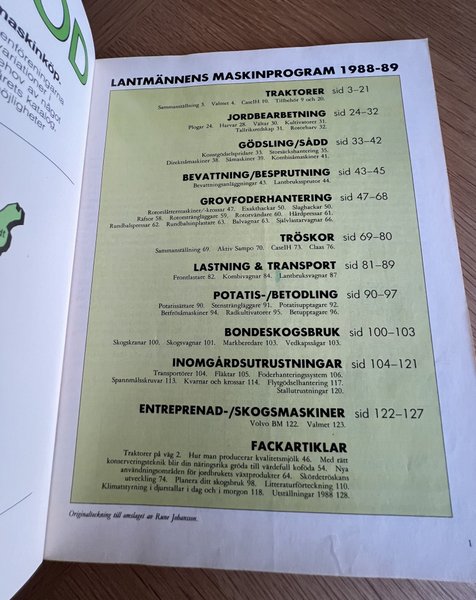 OD
maskinköp.
LANTMÄNNENS MASKINPROGRAM 1988-89
TRAKTORER sid 3–21
Sammanställning 3. Valmet 4. CaseIH 10. Tillbehör 9 och 20.
JORDBEARBETNING sid 24–32
Plogar 24. Harvar 28. Vältar 30. Kultivatorer 31.
Tallriksredskap 31. Rotorharv 32.
GÖDSLING/SÅDD sid 33–42
Konstgödselspridare 33. Storsäckshantering 35.
Direktsåmaskiner 38. Såmaskiner 39. Kombisåmaskiner 41.
BEVATTNING/BESPRUTNING sid 43–45
Bevattningsanläggningar 43. Lantbrukssprutor 44.
GROVFODERHANTERING sid 47–68
Rotorslåttermaskiner/-krossar 47. Exakthackar 50. Slaghackar 50.
Räfsor 58. Rotorsträngläggare 59. Rotorvändare 60. Hårdpressar 61.
Rundbalspressar 62. Rundbalsinplastare 63. Balvagnar 63. Självlastarvagnar 66.
TRÖSKOR sid 69–80
Sammanställning 69. Aktiv Sampo 70. CaseIH 73. Claas 76.
LASTNING & TRANSPORT sid 81–89
Frontlastare 82. Kombivagnar 84. Lantbruksvagnar 87
POTATIS-/BETODLING sid 90–97
Potatissättare 90. Stensträngläggare 91. Potatisupptagare 92.
Betfrösåmaskiner 94. Radkultivatorer 95. Betupptagare 96.
BONDESKOGSBRUK sid 100–103
Skogskranar 100. Skogsvagnar 101. Markberedare 103. Vedkapssågar 103.
INOMGÅRDSUTRUSTNINGAR sid 104–121
Transportörer 104. Fläktar 105. Foderhanteringssystem 106.
Spannmålsskruvar 113. Kvarnar och krossar 114. Flytgödselhantering 117.
Stallutrustningar 120.
ENTREPRENAD-/SKOGSMASKINER sid 122–127
Volvo BM 122. Valmet 123.
FACKARTIKLAR
Traktorer på väg 2. Hur man producerar kvalitetsmjölk 46. Med rätt
konserveringsteknik blir din näringsrika gröda till värdefull koföda 54. Nya
användningsområden för jordbrukets växtprodukter 64. Skördetröskans
utveckling 74. Planera ditt skogsbruk 98. Litteraturförteckning 110.
Klimatstyrning i djurstallar i dag och i morgon 118. Utställningar 1988 128.
Originalteckning till omslaget av Rune Johansson.
1